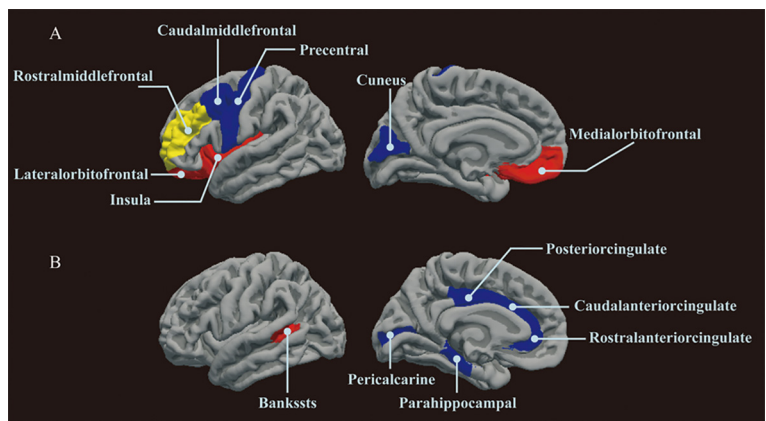 A
Caudalmiddlefrontal
Precentral
Rostralmiddlefrontal
Cuneus
Medialorbitofrontal
Lateralorbitofrontal
Insula
B
Posteriorcingulate
Caudalanteriorcingulate
Rostralanteriorcingulate
Pericalcarine
Bankssts
Parahippocampal